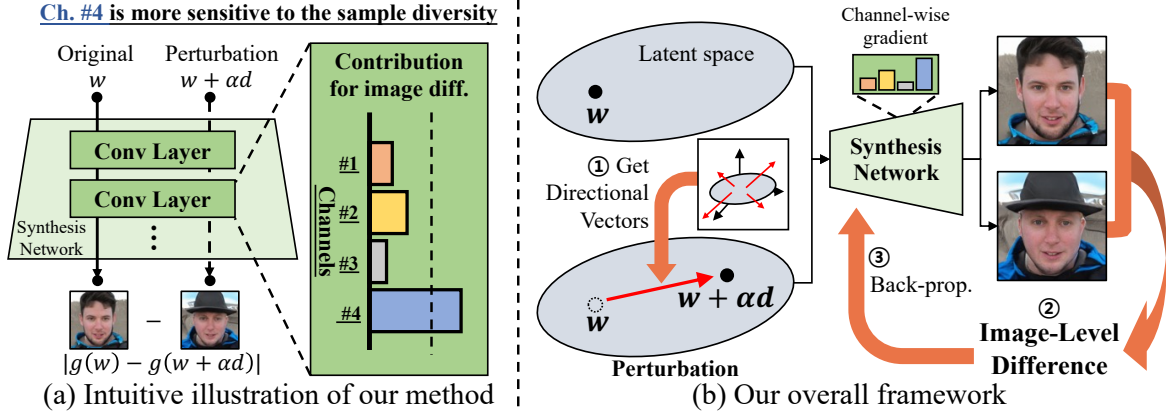 Ch. #4 is more sensitive to the sample diversity
Original
w
Perturbation
w + αd
Conv Layer
Conv Layer
⋮
Synthesis
Network
−
|g(w) − g(w + αd)|
Contribution
for image diff.
Channels
#1
#2
#3
#4
(a) Intuitive illustration of our method
Latent space
w
① Get
Directional
Vectors
w
w + αd
Perturbation
Channel-wise
gradient
Synthesis
Network
③
Back-prop.
②
Image-Level
Difference
(b) Our overall framework